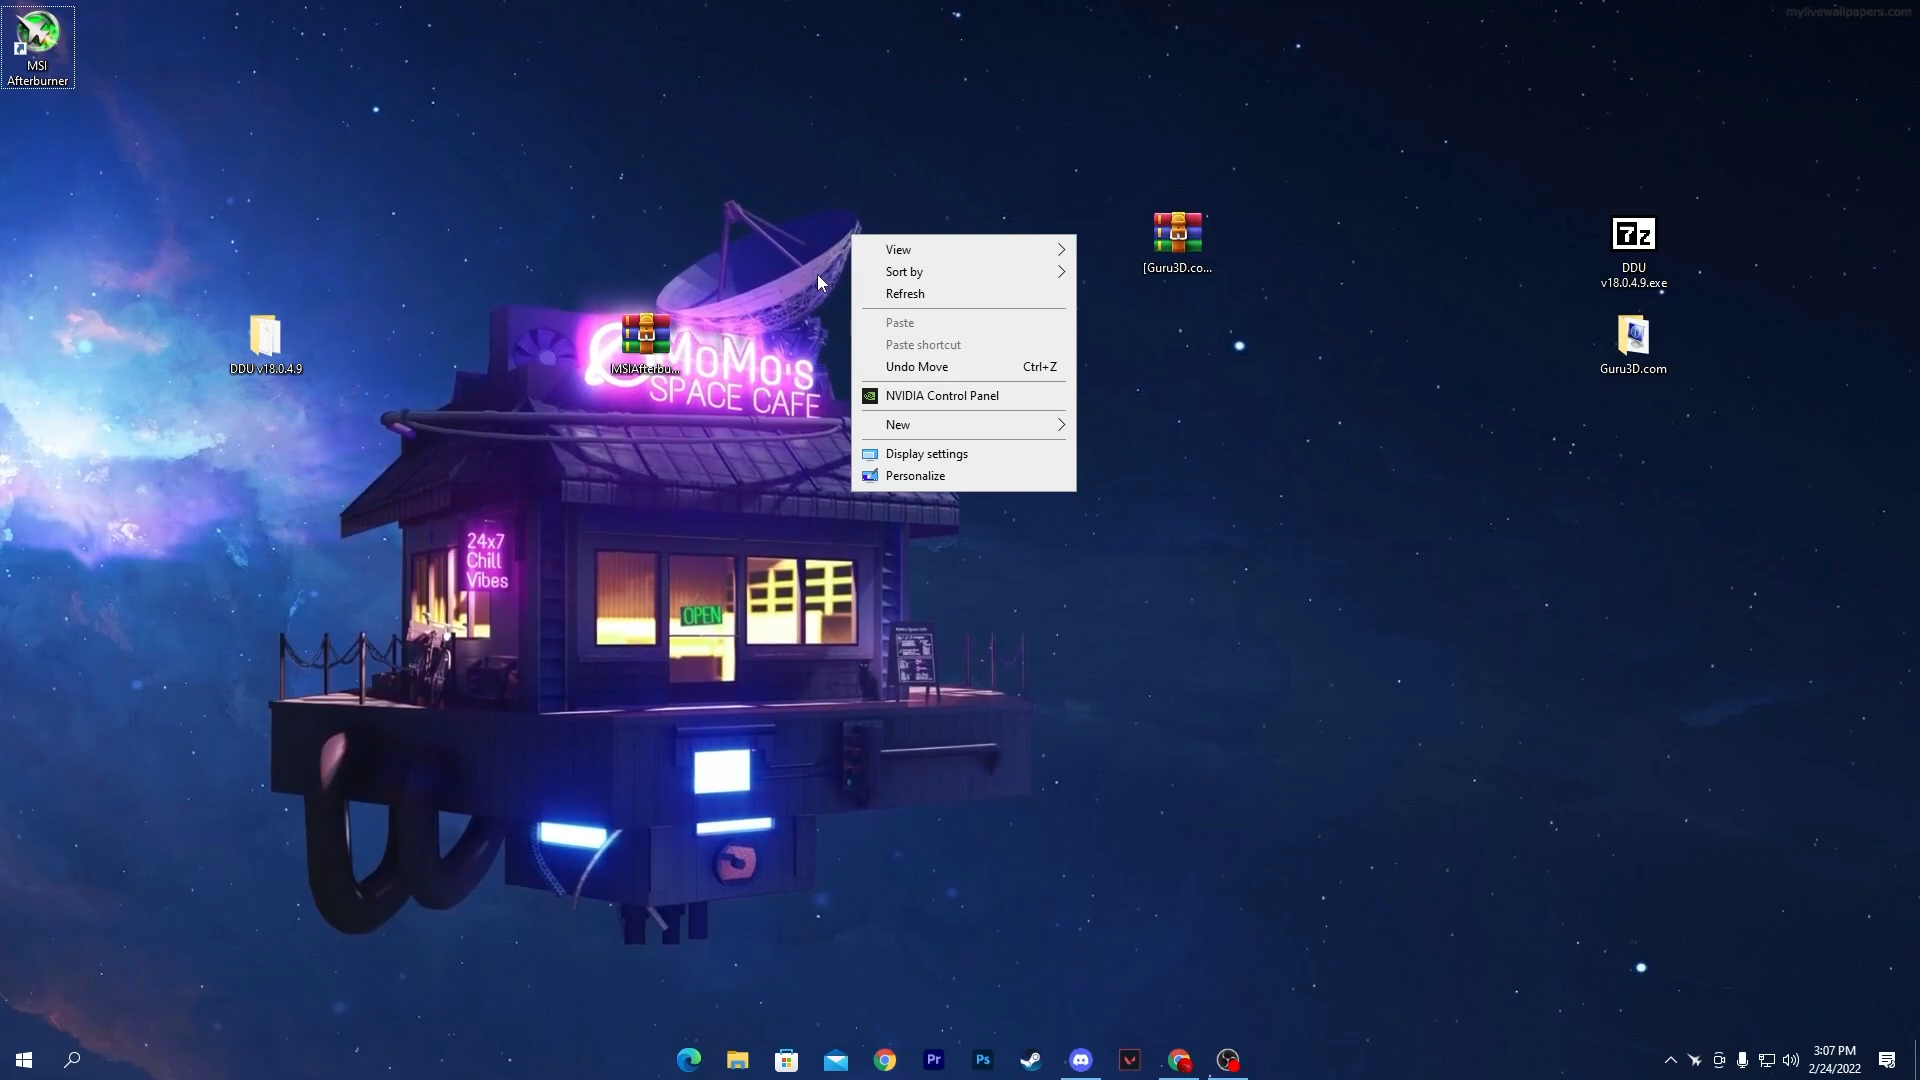 mylivewallpapers.com
MSI
Afterburner
View
Sort by
Refresh
Paste
Paste shortcut
Undo Move Ctrl+Z
NVIDIA Control Panel
New
Display settings
Personalize
[Guru3D.co...
DDU
v18.0.4.9.exe
DDU v18.0.4.9
MSIAfterbu...
Guru3D.com
MoMo's
SPACE CAFE
24x7
Chill
Vibes
OPEN
Pr
Ps
3:07 PM
2/24/2022